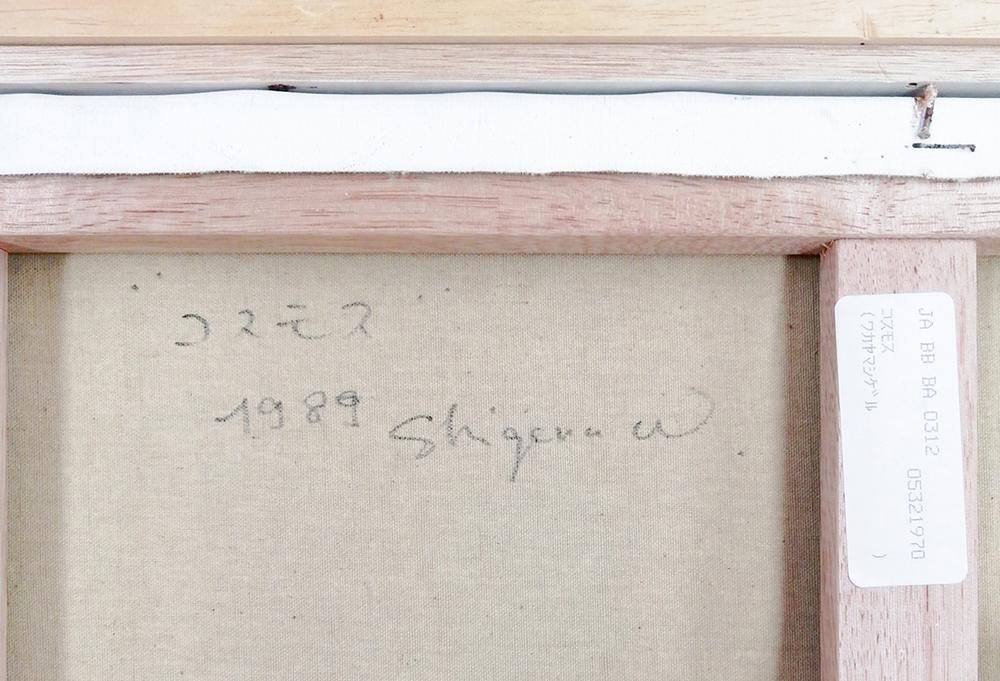 コスモス
1989 Shigeru W
JA BB BA 0312 05321970
コスモス
(ワカヤマシゲル )